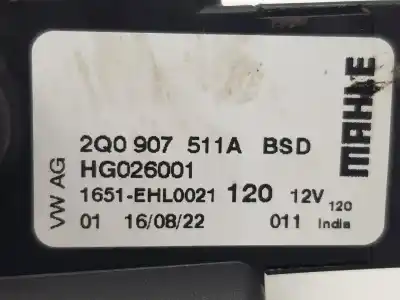 2Q0 907 511A BSD
HG026001
1651-EHL0021 120 12V 120
01 16/08/22 011 India
VW AG
MAHLE